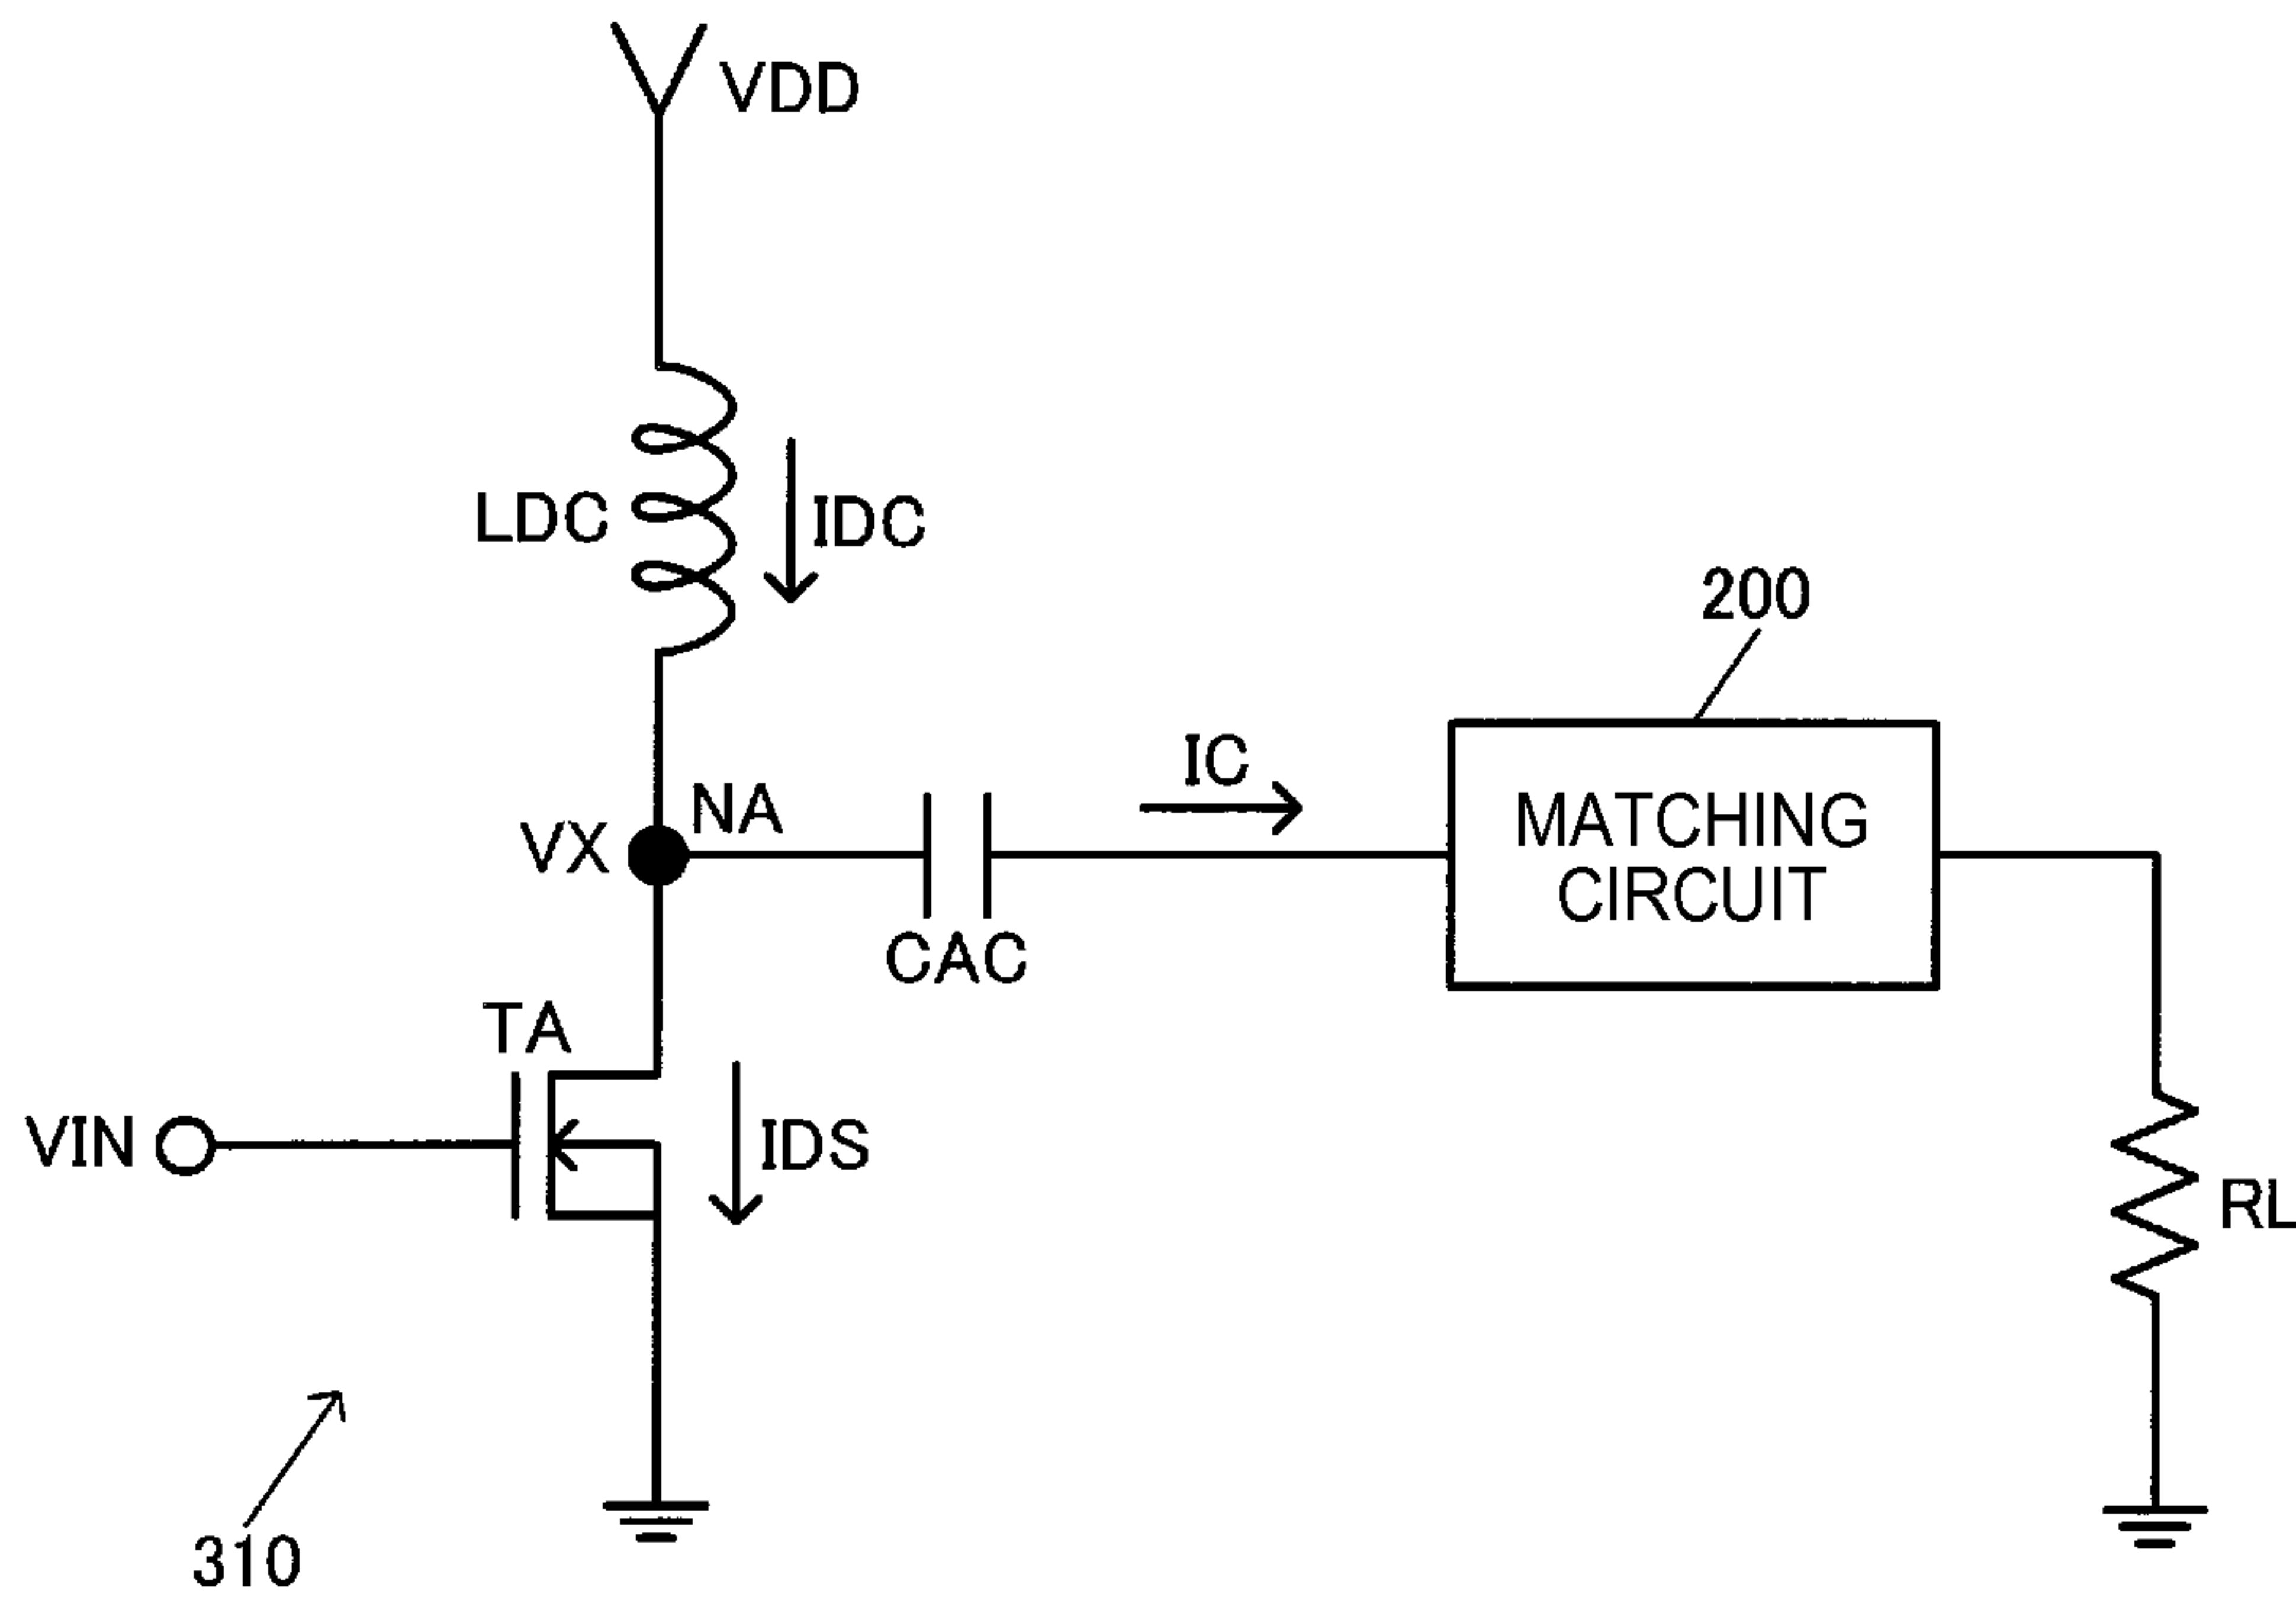 VDD
LDC
IDC
200
IC
NA
VX
MATCHING
CIRCUIT
CAC
TA
VIN
IDS
RL
310